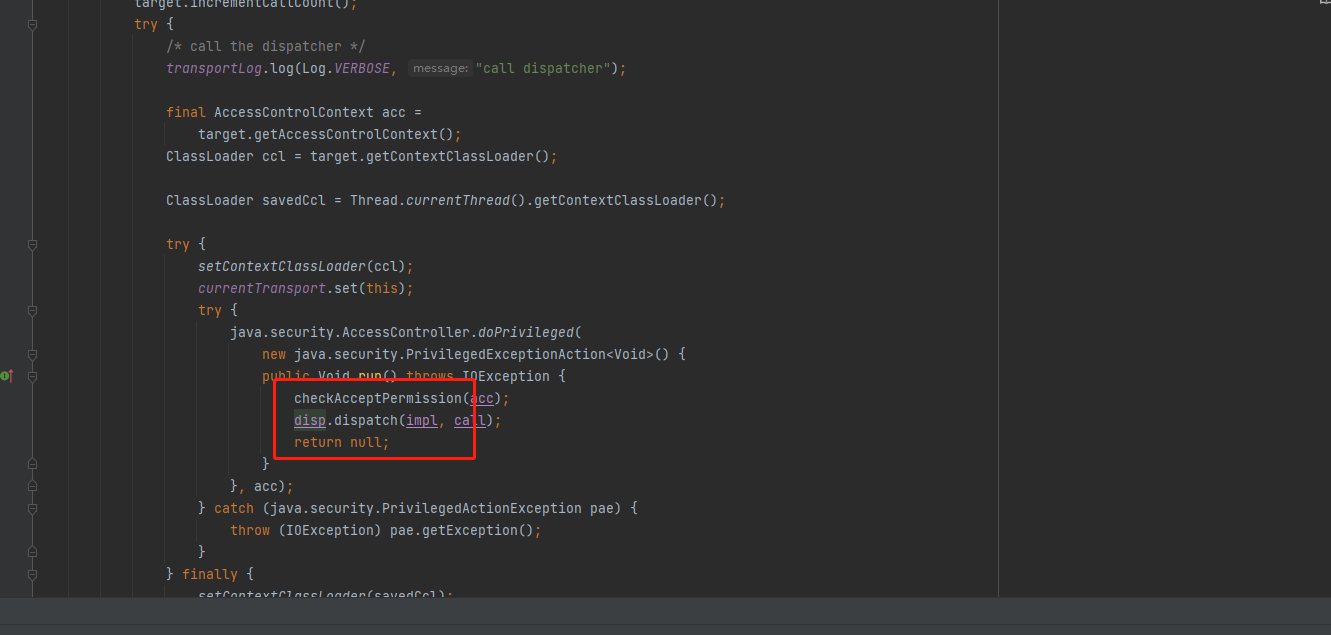 target.incrementCallCount();
try {
/* call the dispatcher */
transportLog.log(Log.VERBOSE, message: "call dispatcher");
final AccessControlContext acc =
target.getAccessControlContext();
ClassLoader ccl = target.getContextClassLoader();
ClassLoader savedCcl = Thread.currentThread().getContextClassLoader();
try {
setContextClassLoader(ccl);
currentTransport.set(this);
try {
java.security.AccessController.doPrivileged(
new java.security.PrivilegedExceptionAction<Void>() {
public Void run() throws IOException {
checkAcceptPermission(acc);
disp.dispatch(impl, call);
return null;
}
}, acc);
} catch (java.security.PrivilegedActionException pae) {
throw (IOException) pae.getException();
}
} finally {
setContextClassLoader(savedCcl);